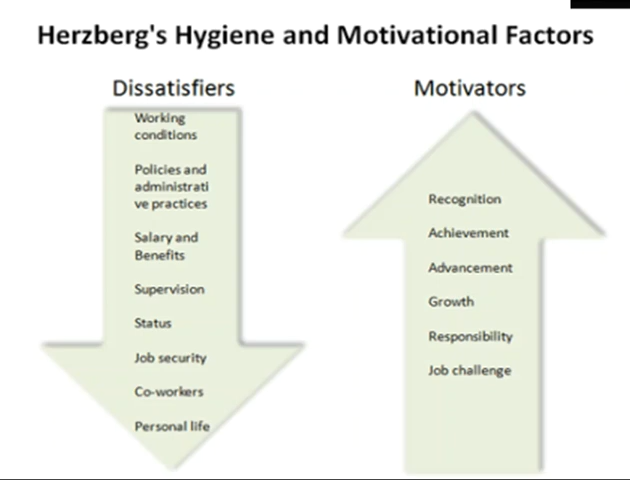 Herzberg's Hygiene and Motivational Factors
Dissatisfiers
Working
conditions
Policies and
administrati
ve practices
Salary and
Benefits
Supervision
Status
Job security
Co-workers
Personal life
Motivators
Recognition
Achievement
Advancement
Growth
Responsibility
Job challenge